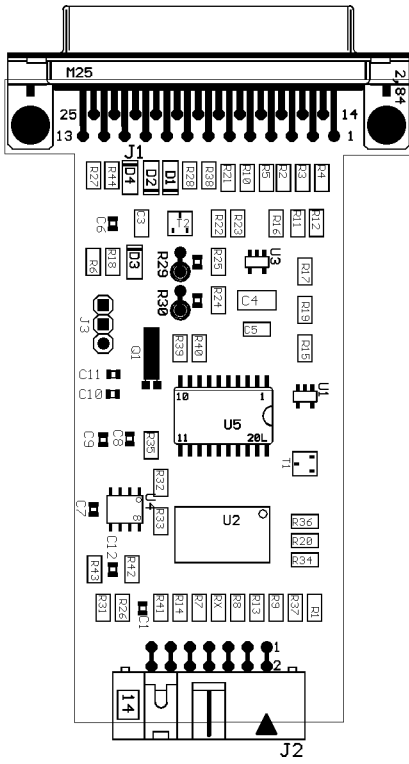 M25
2,84
25
14
13
1
J1
R27
R44
D4
D2
D1
R28
R38
R21
R10
R5
R2
R3
R4
C6
C3
T2
R22
R23
R16
R11
R12
R6
R18
D3
R29
R25
U3
R17
R30
R24
C4
R19
J3
Q1
R39
R40
C5
R15
C11
C10
10
1
U5
11
20L
U1
C9
C8
R35
T1
R32
C7
U4
8
R33
U2
R36
R20
R34
C12
R43
R42
R31
R26
C1
R41
R14
R7
RX
R8
R13
R9
R37
R1
1
2
14
J2